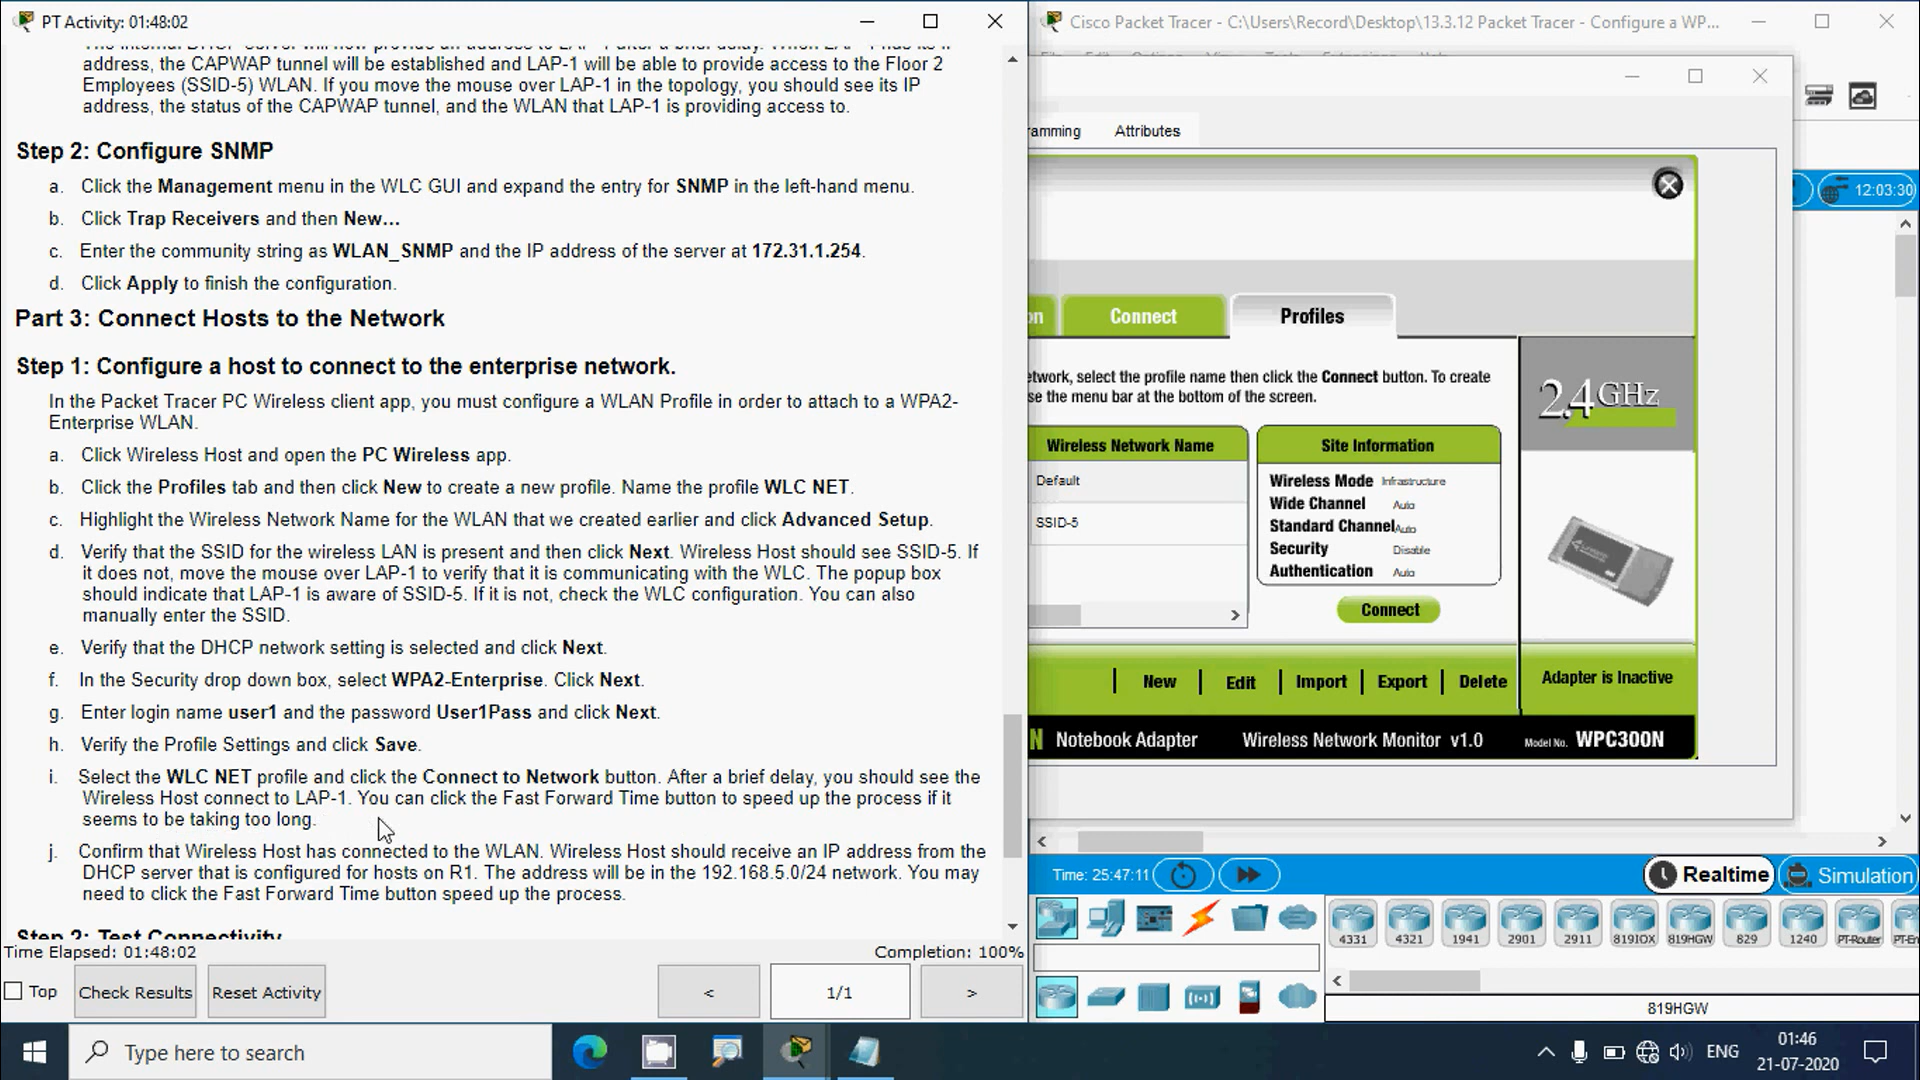 PT Activity: 01:48:02
address, the CAPWAP tunnel will be established and LAP-1 will be able to provide access to the Floor 2
Employees (SSID-5) WLAN. If you move the mouse over LAP-1 in the topology, you should see its IP
address, the status of the CAPWAP tunnel, and the WLAN that LAP-1 is providing access to.
Step 2: Configure SNMP
a. Click the Management menu in the WLC GUI and expand the entry for SNMP in the left-hand menu.
b. Click Trap Receivers and then New...
c. Enter the community string as WLAN_SNMP and the IP address of the server at 172.31.1.254.
d. Click Apply to finish the configuration.
Part 3: Connect Hosts to the Network
Step 1: Configure a host to connect to the enterprise network.
In the Packet Tracer PC Wireless client app, you must configure a WLAN Profile in order to attach to a WPA2-
Enterprise WLAN.
a. Click Wireless Host and open the PC Wireless app.
b. Click the Profiles tab and then click New to create a new profile. Name the profile WLC NET.
c. Highlight the Wireless Network Name for the WLAN that we created earlier and click Advanced Setup.
d. Verify that the SSID for the wireless LAN is present and then click Next. Wireless Host should see SSID-5. If
it does not, move the mouse over LAP-1 to verify that it is communicating with the WLC. The popup box
should indicate that LAP-1 is aware of SSID-5. If it is not, check the WLC configuration. You can also
manually enter the SSID.
e. Verify that the DHCP network setting is selected and click Next.
f. In the Security drop down box, select WPA2-Enterprise. Click Next.
g. Enter login name user1 and the password User1Pass and click Next.
h. Verify the Profile Settings and click Save.
i. Select the WLC NET profile and click the Connect to Network button. After a brief delay, you should see the
Wireless Host connect to LAP-1. You can click the Fast Forward Time button to speed up the process if it
seems to be taking too long.
j. Confirm that Wireless Host has connected to the WLAN. Wireless Host should receive an IP address from the
DHCP server that is configured for hosts on R1. The address will be in the 192.168.5.0/24 network. You may
need to click the Fast Forward Time button speed up the process.
Step 2: Test Connectivity
Time Elapsed: 01:48:02
Completion: 100%
Top
Check Results
Reset Activity
<
1/1
>
Cisco Packet Tracer - C:\Users\Record\Desktop\13.3.12 Packet Tracer - Configure a WP...
ramming
Attributes
12:03:30
on
Connect
Profiles
etwork, select the profile name then click the Connect button. To create
se the menu bar at the bottom of the screen.
2.4GHz
Wireless Network Name
Default
SSID-5
Site Information
Wireless Mode Infrastructure
Wide Channel Auto
Standard Channel Auto
Security Disable
Authentication Auto
Connect
New
Edit
Import
Export
Delete
Adapter is Inactive
N Notebook Adapter
Wireless Network Monitor v1.0
Model No. WPC300N
Time: 25:47:11
Realtime
Simulation
4331
4321
1941
2901
2911
819IOX
819HGW
829
1240
PT-Router
PT-Em
819HGW
Type here to search
ENG
01:46
21-07-2020